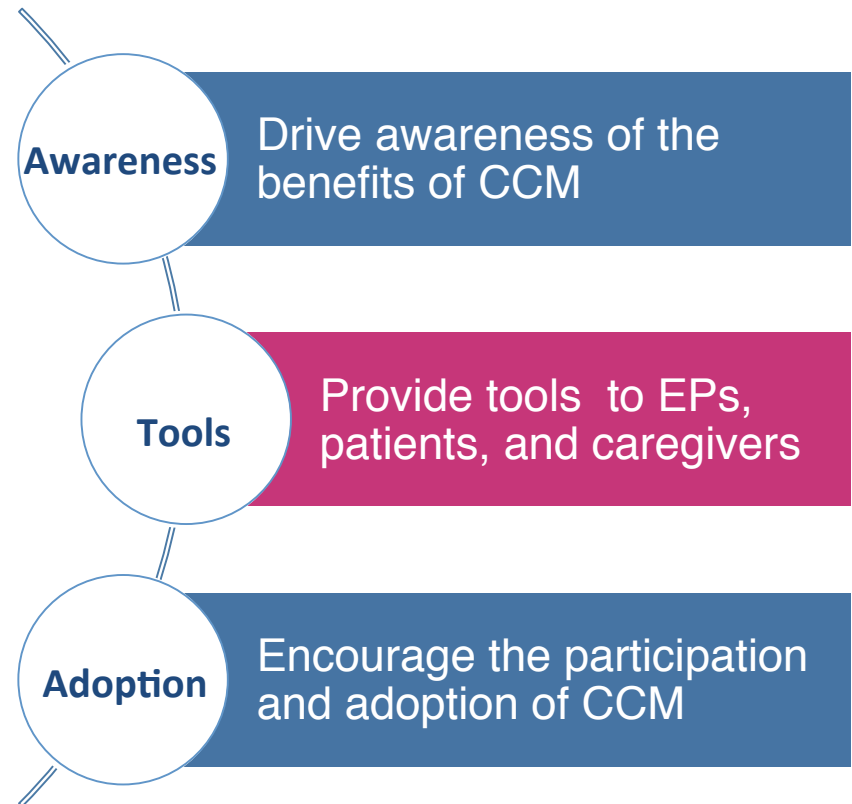 Awareness
Drive awareness of the
benefits of CCM
Tools
Provide tools  to EPs,
patients, and caregivers
Adoption
Encourage the participation
and adoption of CCM